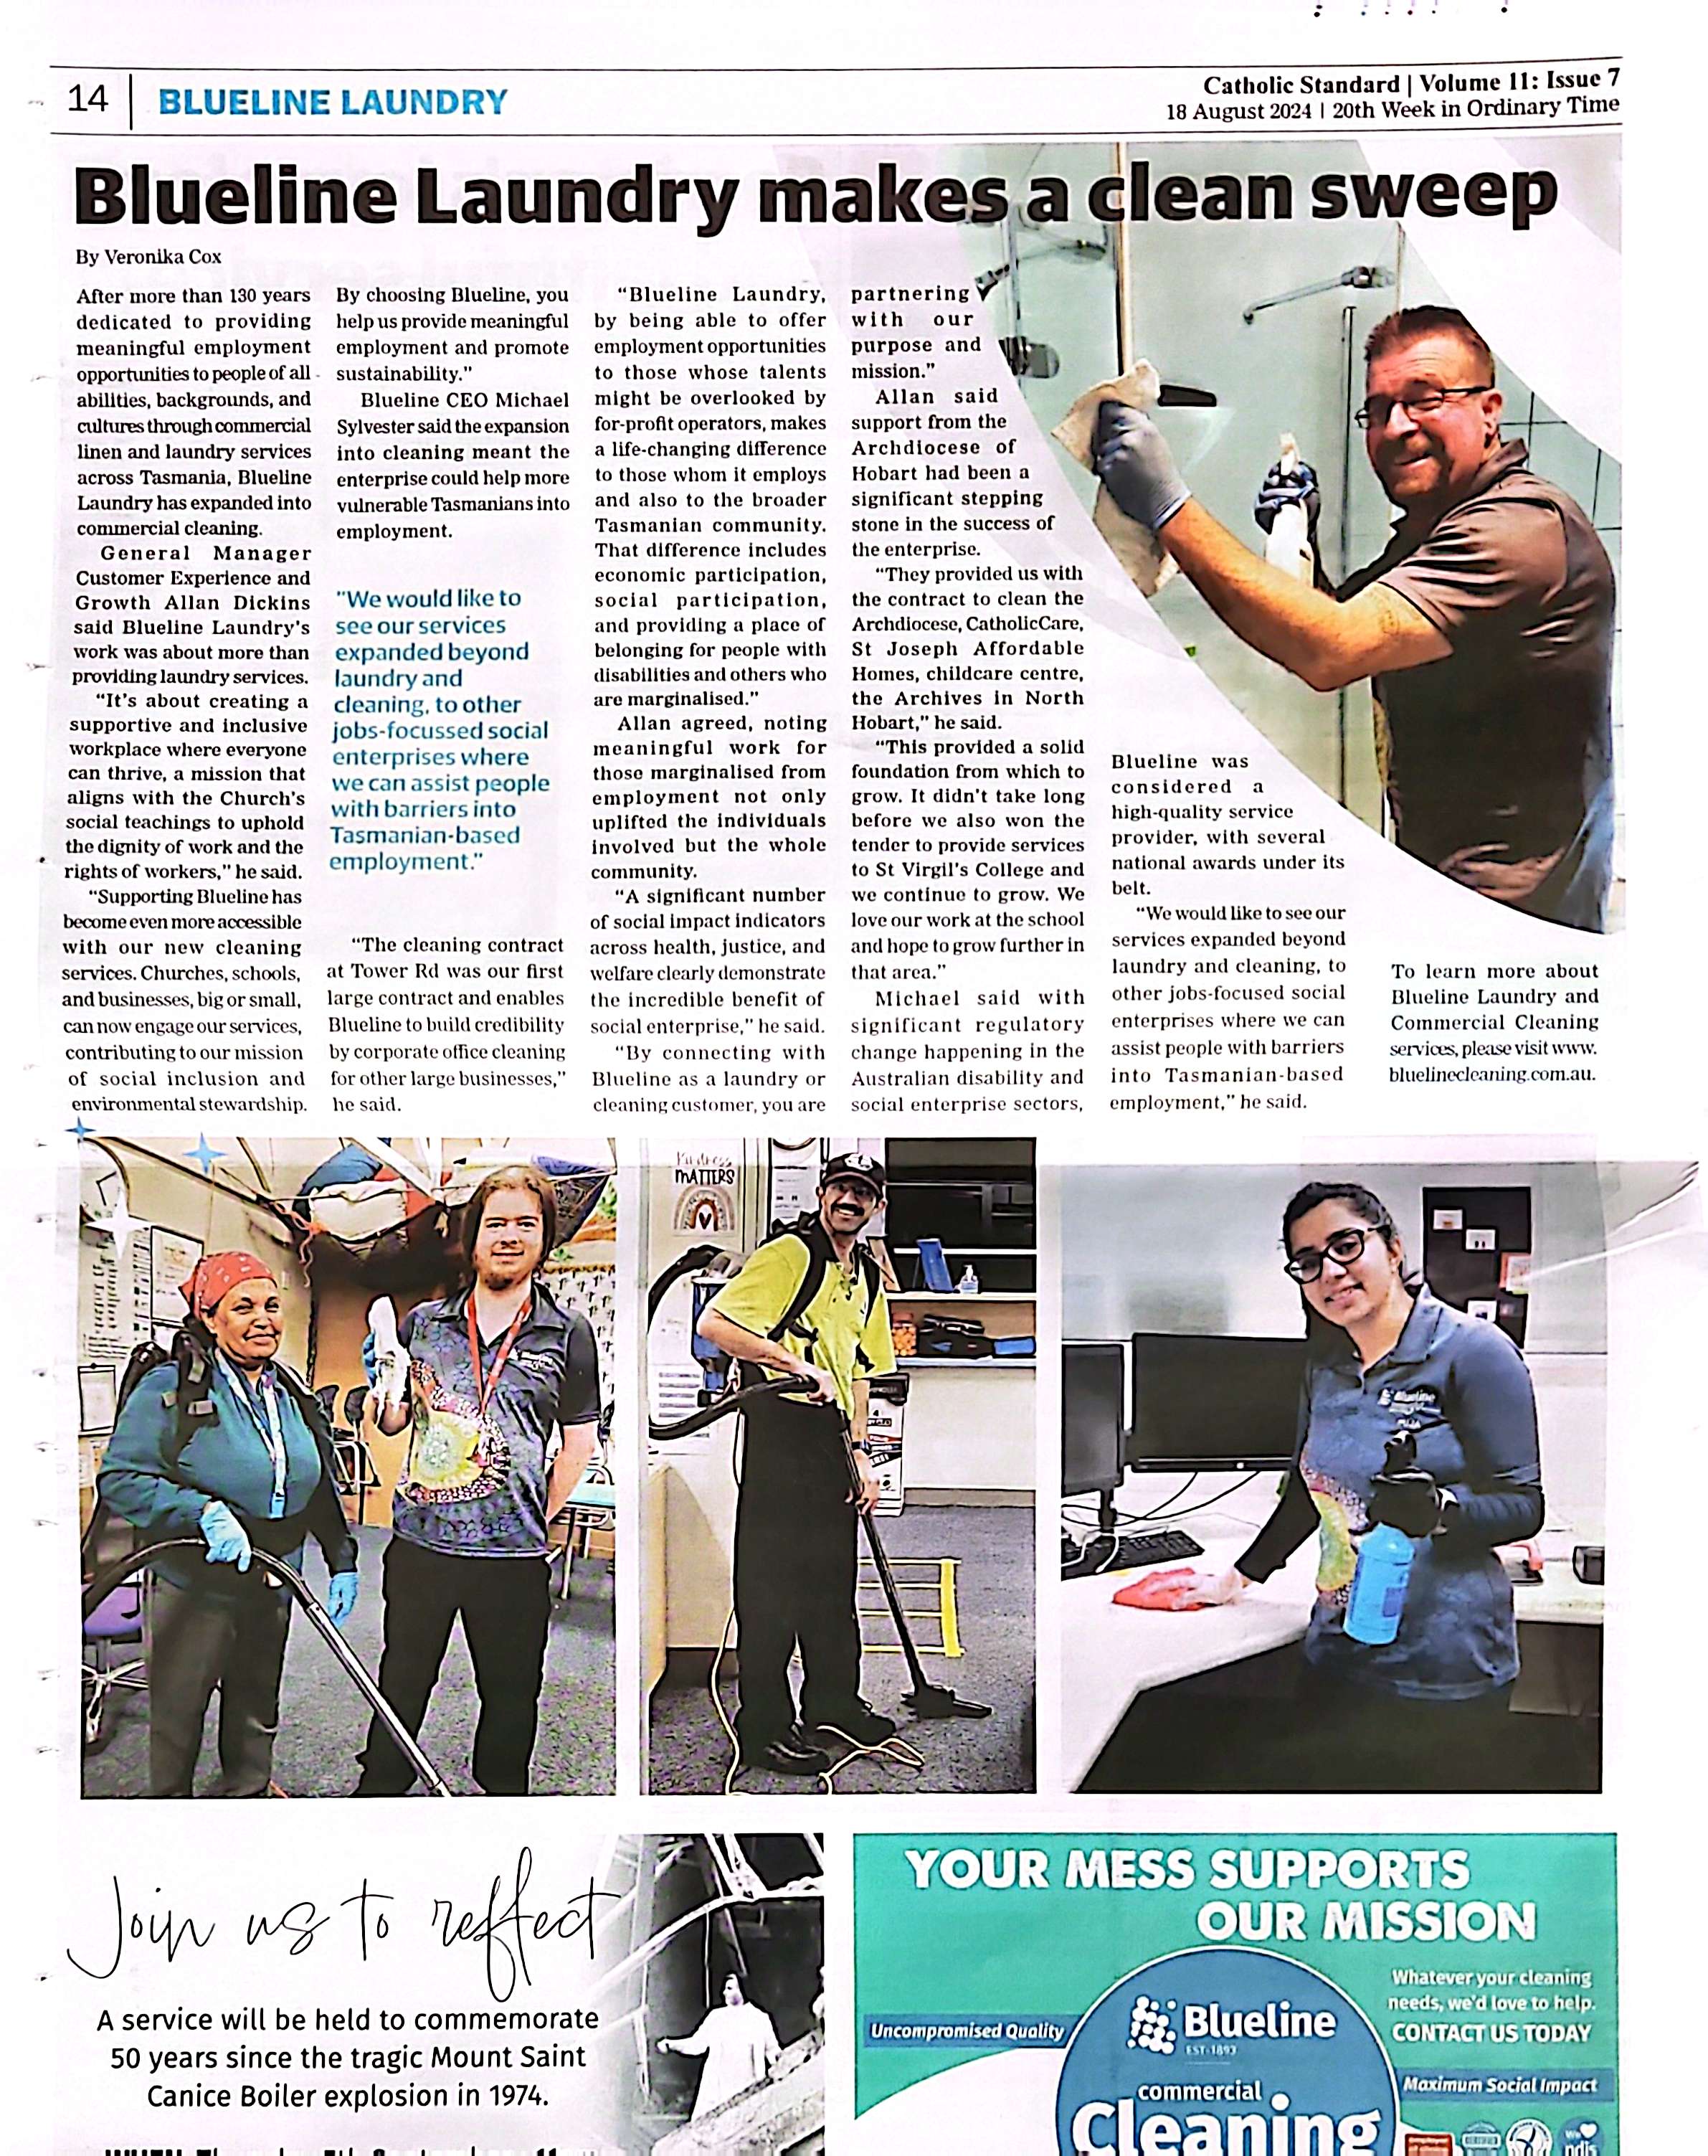 14
BLUELINE LAUNDRY
Catholic Standard | Volume 11: Issue 7
18 August 2024 | 20th Week in Ordinary Time
Blueline Laundry makes a clean sweep
By Veronika Cox
After more than 130 years
dedicated to providing
meaningful employment
opportunities to people of all
abilities, backgrounds, and
cultures through commercial
linen and laundry services
across Tasmania, Blueline
Laundry has expanded into
commercial cleaning.
General Manager
Customer Experience and
Growth Allan Dickins
said Blueline Laundry's
work was about more than
providing laundry services.
"It's about creating a
supportive and inclusive
workplace where everyone
can thrive, a mission that
aligns with the Church's
social teachings to uphold
the dignity of work and the
rights of workers," he said.
"Supporting Blueline has
become even more accessible
with our new cleaning
services. Churches, schools,
and businesses, big or small,
can now engage our services,
contributing to our mission
of social inclusion and
environmental stewardship.
By choosing Blueline, you
help us provide meaningful
employment and promote
sustainability."
Blueline CEO Michael
Sylvester said the expansion
into cleaning meant the
enterprise could help more
vulnerable Tasmanians into
employment.
"We would like to
see our services
expanded beyond
laundry and
cleaning, to other
jobs-focussed social
enterprises where
we can assist people
with barriers into
Tasmanian-based
employment."
"The cleaning contract
at Tower Rd was our first
large contract and enables
Blueline to build credibility
by corporate office cleaning
for other large businesses,"
he said.
"Blueline Laundry,
by being able to offer
employment opportunities
to those whose talents
might be overlooked by
for-profit operators, makes
a life-changing difference
to those whom it employs
and also to the broader
Tasmanian community.
That difference includes
economic participation,
social participation,
and providing a place of
belonging for people with
disabilities and others who
are marginalised."
Allan agreed, noting
meaningful work for
those marginalised from
employment not only
uplifted the individuals
involved but the whole
community.
"A significant number
of social impact indicators
across health, justice, and
welfare clearly demonstrate
the incredible benefit of
social enterprise," he said.
"By connecting with
Blueline as a laundry or
cleaning customer, you are
partnering
with our
purpose and
mission."
Allan said
support from the
Archdiocese of
Hobart had been a
significant stepping
stone in the success of
the enterprise.
"They provided us with
the contract to clean the
Archdiocese, CatholicCare,
St Joseph Affordable
Homes, childcare centre,
the Archives in North
Hobart," he said.
"This provided a solid
foundation from which to
grow. It didn't take long
before we also won the
tender to provide services
to St Virgil's College and
we continue to grow. We
love our work at the school
and hope to grow further in
that area."
Michael said with
significant regulatory
change happening in the
Australian disability and
social enterprise sectors,
Blueline was
considered a
high-quality service
provider, with several
national awards under its
belt.
"We would like to see our
services expanded beyond
laundry and cleaning, to
other jobs-focused social
enterprises where we can
assist people with barriers
into Tasmanian-based
employment," he said.
To learn more about
Blueline Laundry and
Commercial Cleaning
services, please visit www.
bluelinecleaning.com.au.
Kindness
MATTERS
Blueline
Join us to reflect
A service will be held to commemorate
50 years since the tragic Mount Saint
Canice Boiler explosion in 1974.
YOUR MESS SUPPORTS
OUR MISSION
Whatever your cleaning
needs, we'd love to help.
CONTACT US TODAY
Uncompromised Quality
Blueline
EST-1893
Maximum Social Impact
commercial
Cleaning
ndis